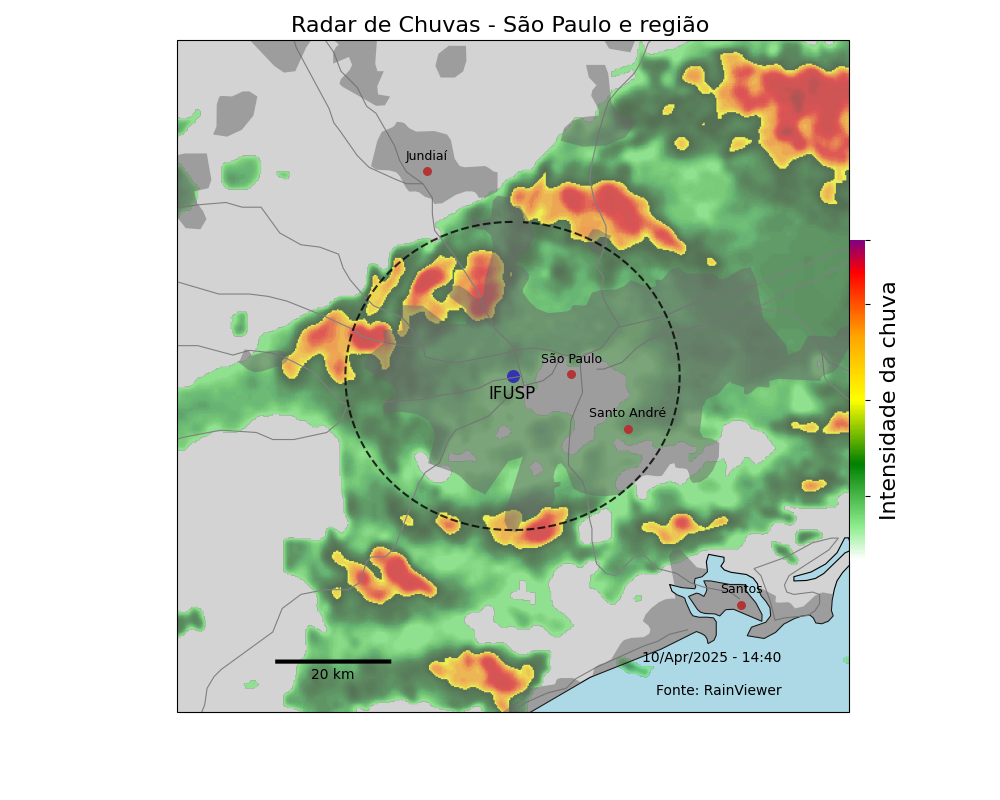 Radar de Chuvas - São Paulo e região
Jundiaí
São Paulo
IFUSP
Santo André
Santos
10/Apr/2025 - 14:40
20 km
Fonte: RainViewer
Intensidade da chuva